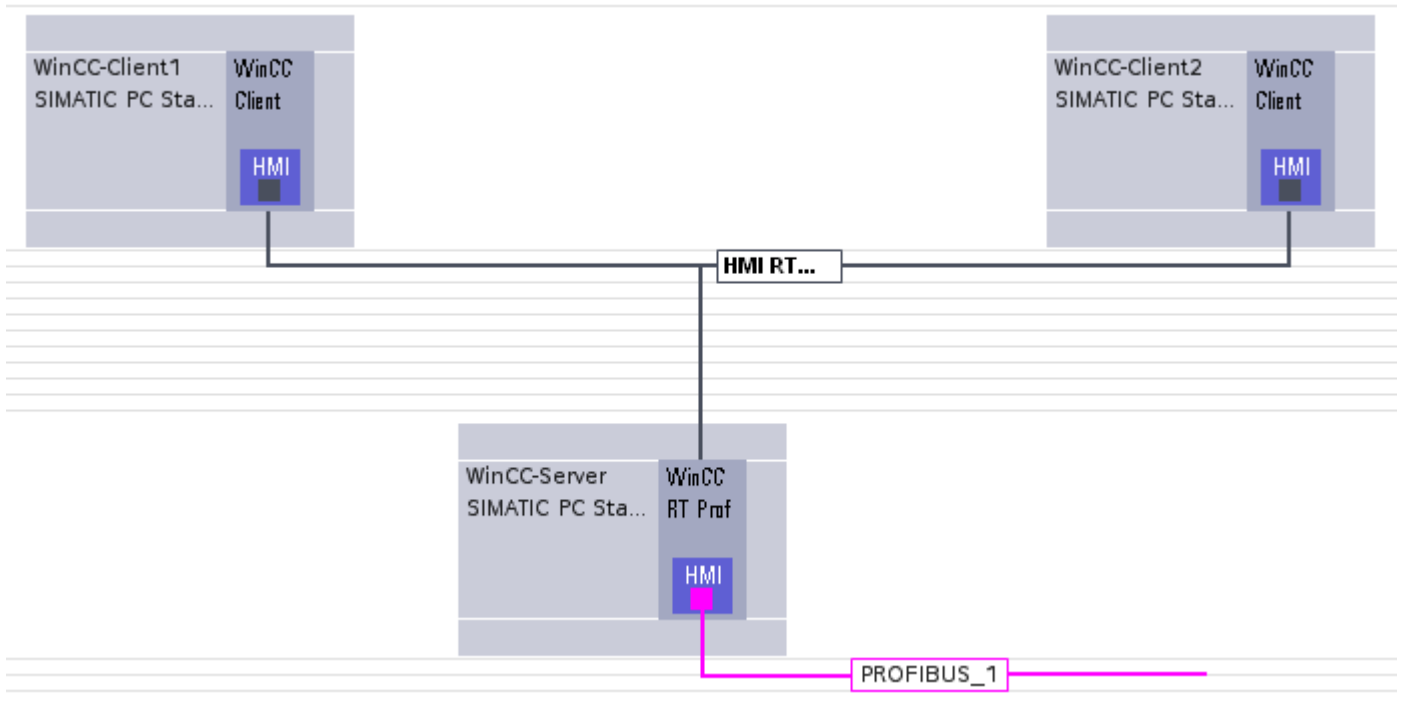 WinCC-Client1
SIMATIC PC Sta...
WinCC
Client
HMI
WinCC-Client2
SIMATIC PC Sta...
WinCC
Client
HMI
HMI RT...
WinCC-Server
SIMATIC PC Sta...
WinCC
RT Prof
HMI
PROFIBUS_1